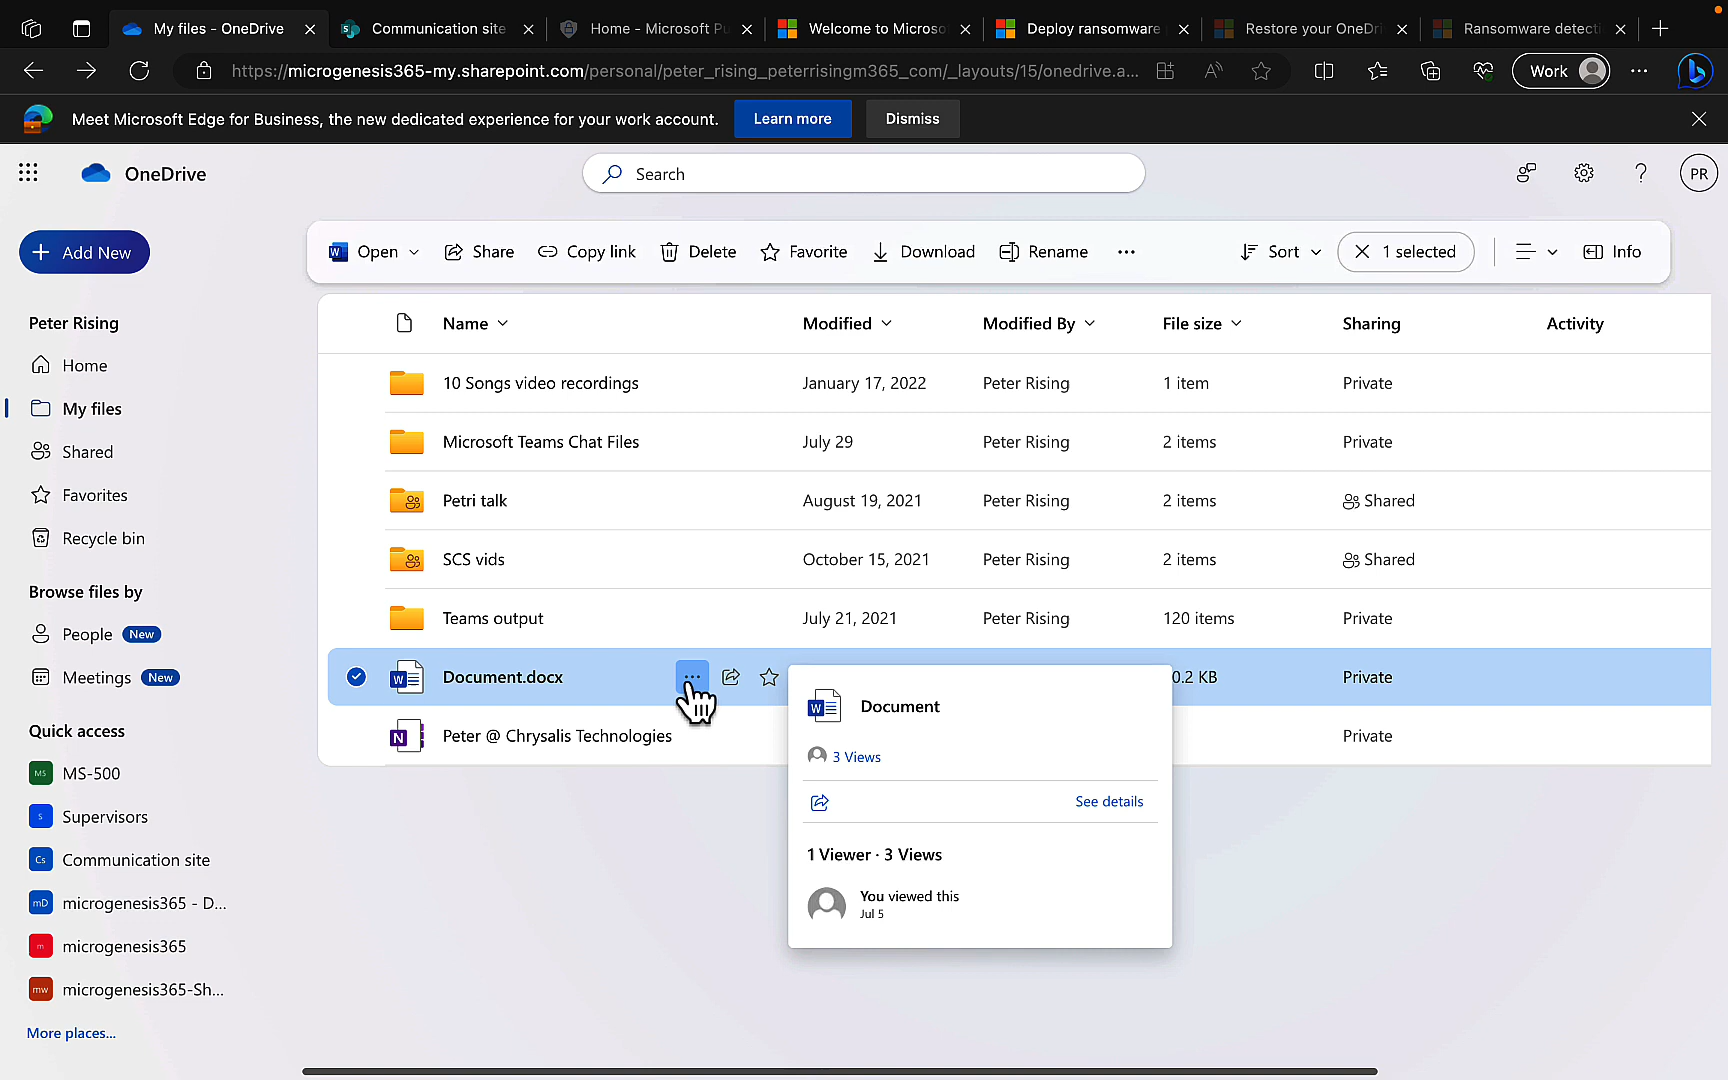 My files - OneDrive
Communication site
Home - Microsoft Pu
Welcome to Microso
Deploy ransomware
Restore your OneDri
Ransomware detecti
https://microgenesis365-my.sharepoint.com/personal/peter_rising_peterrisingm365_com/_layouts/15/onedrive.a...
Work
Meet Microsoft Edge for Business, the new dedicated experience for your work account.
Learn more
Dismiss
OneDrive
Search
PR
Add New
Open
Share
Copy link
Delete
Favorite
Download
Rename
Sort
1 selected
Info
Peter Rising
Home
My files
Shared
Favorites
Recycle bin
Browse files by
People New
Meetings New
Quick access
MS MS-500
S Supervisors
Cs Communication site
mD microgenesis365 - D...
m microgenesis365
mw microgenesis365-Sh...
More places...
Name Modified Modified By File size Sharing Activity
10 Songs video recordings January 17, 2022 Peter Rising 1 item Private
Microsoft Teams Chat Files July 29 Peter Rising 2 items Private
Petri talk August 19, 2021 Peter Rising 2 items Shared
SCS vids October 15, 2021 Peter Rising 2 items Shared
Teams output July 21, 2021 Peter Rising 120 items Private
Document.docx 0.2 KB Private
Peter @ Chrysalis Technologies Private
Document
3 Views
See details
1 Viewer · 3 Views
You viewed this
Jul 5